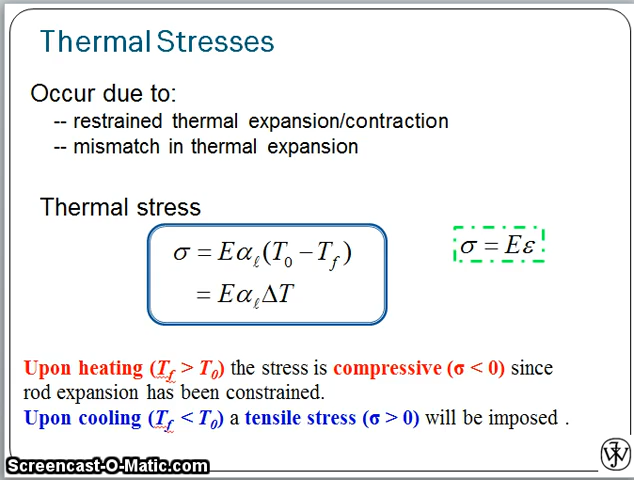 Thermal Stresses
Occur due to:
-- restrained thermal expansion/contraction
-- mismatch in thermal expansion
Thermal stress
σ = Eαℓ(T0 − Tf)
= EαℓΔT
σ = Eε
Upon heating (Tf > T0) the stress is compressive (σ < 0) since
rod expansion has been constrained.
Upon cooling (Tf < T0) a tensile stress (σ > 0) will be imposed .
Screencast-O-Matic.com